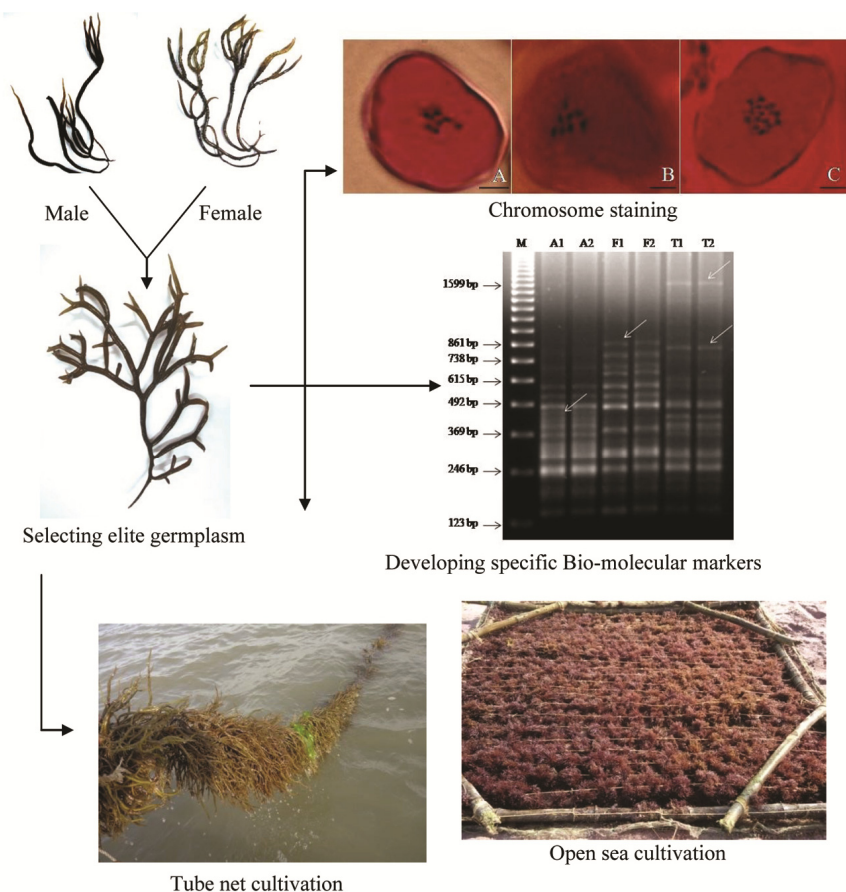 A B C
Male Female
Chromosome staining
M A1 A2 F1 F2 T1 T2
1599 bp
861 bp
738 bp
615 bp
492 bp
369 bp
246 bp
123 bp
Selecting elite germplasm
Developing specific Bio-molecular markers
Open sea cultivation
Tube net cultivation